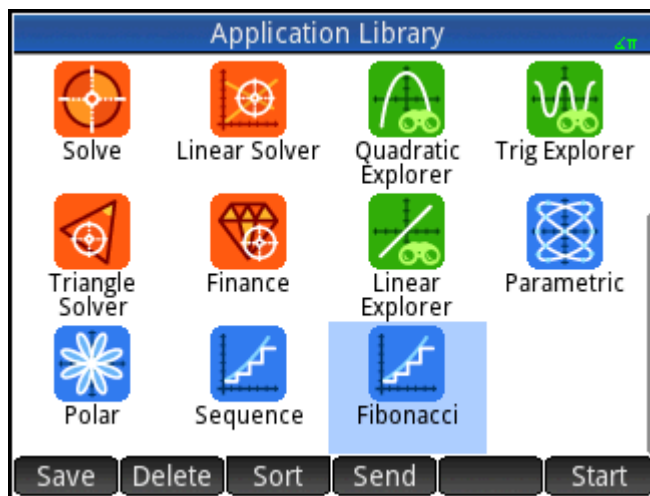 Application Library
∡π
Solve
Linear Solver
Quadratic
Explorer
Trig Explorer
Triangle
Solver
Finance
Linear
Explorer
Parametric
Polar
Sequence
Fibonacci
Save
Delete
Sort
Send
Start